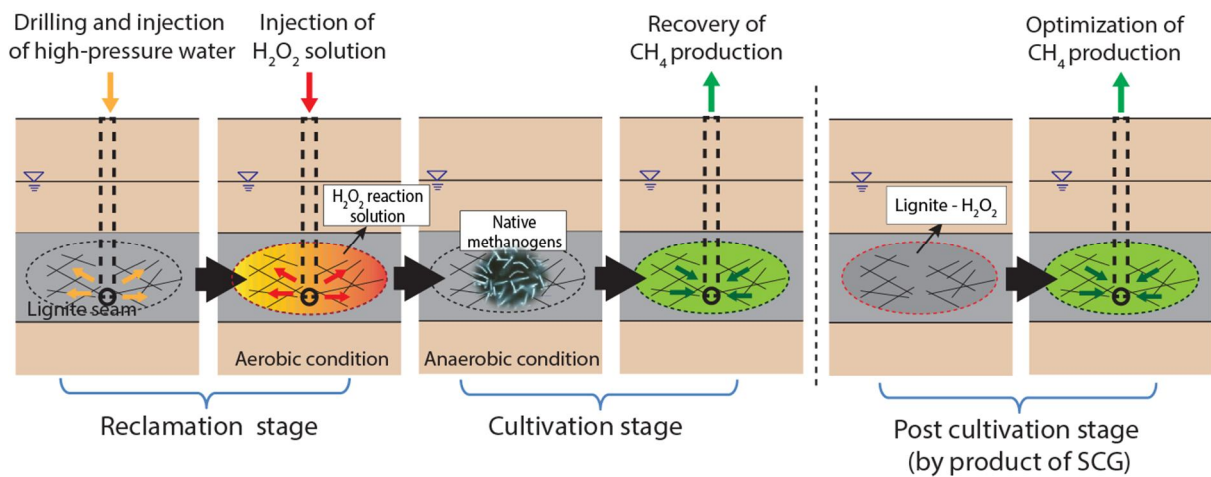 Drilling and injection
of high-pressure water
Injection of
H₂O₂ solution
Recovery of
CH₄ production
Optimization of
CH₄ production
H₂O₂ reaction
solution
Native
methanogens
Lignite - H₂O₂
Lignite seam
Aerobic condition
Anaerobic condition
Reclamation stage
Cultivation stage
Post cultivation stage
(by product of SCG)